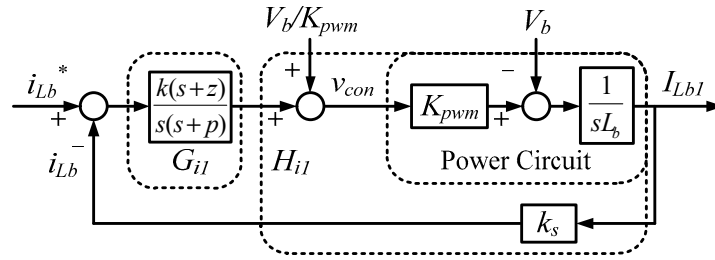 V_b/K_pwm
V_b
i_Lb*
+
k(s+z)
s(s+p)
+
+
v_con
K_pwm
−
+
1
sL_b
I_Lb1
i_Lb
−
G_i1
H_i1
Power Circuit
k_s